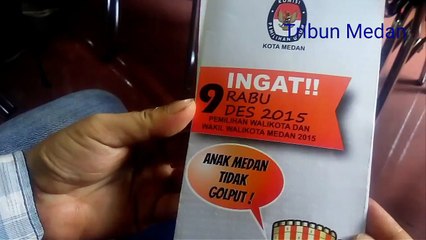 Tribun Medan
KOTA MEDAN
INGAT!!
9 RABU
DES 2015
PEMILIHAN WALIKOTA DAN
WAKIL WALIKOTA MEDAN 2015
ANAK MEDAN
TIDAK
GOLPUT !